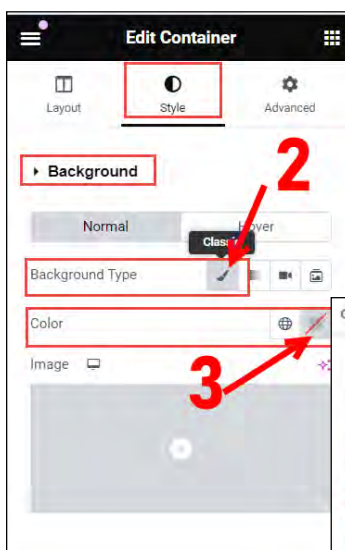 Edit Container
Layout Style Advanced
Background
2
Normal Hover
Classic
Background Type
Color
Image
3